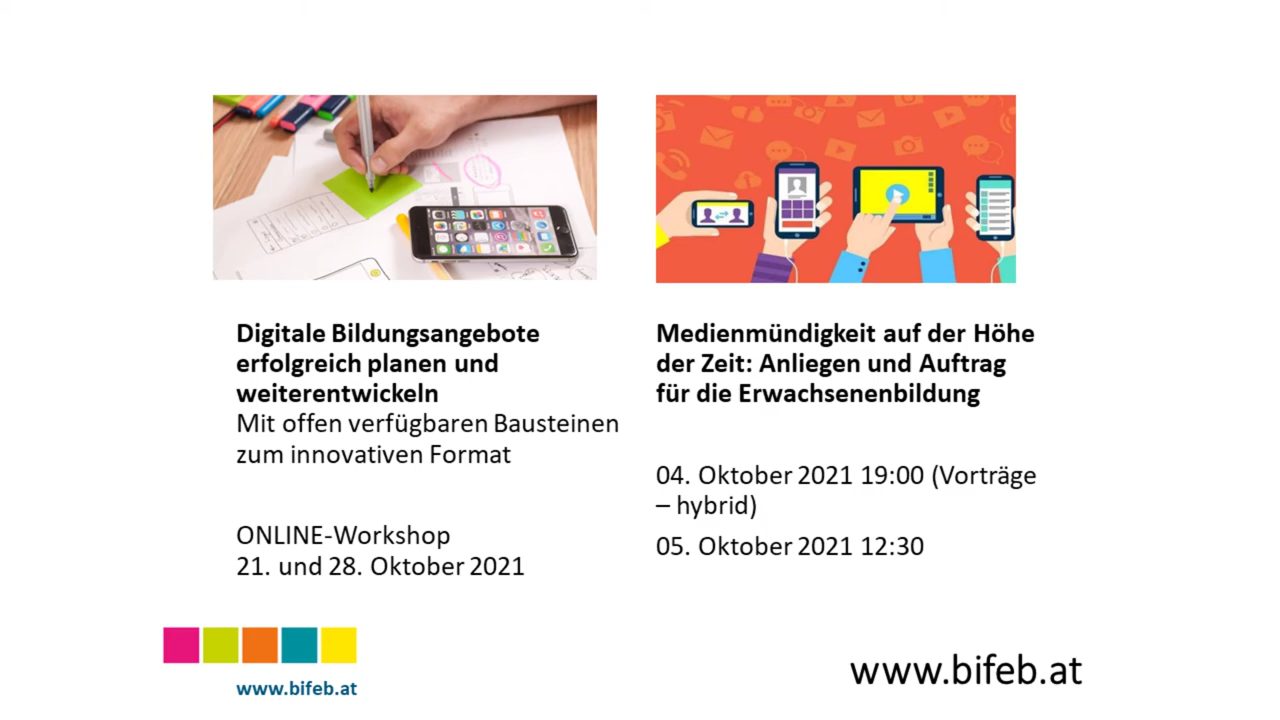 Digitale Bildungsangebote
erfolgreich planen und
weiterentwickeln
Mit offen verfügbaren Bausteinen
zum innovativen Format
ONLINE-Workshop
21. und 28. Oktober 2021
Medienmündigkeit auf der Höhe
der Zeit: Anliegen und Auftrag
für die Erwachsenenbildung
04. Oktober 2021 19:00 (Vorträge
– hybrid)
05. Oktober 2021 12:30
www.bifeb.at
www.bifeb.at